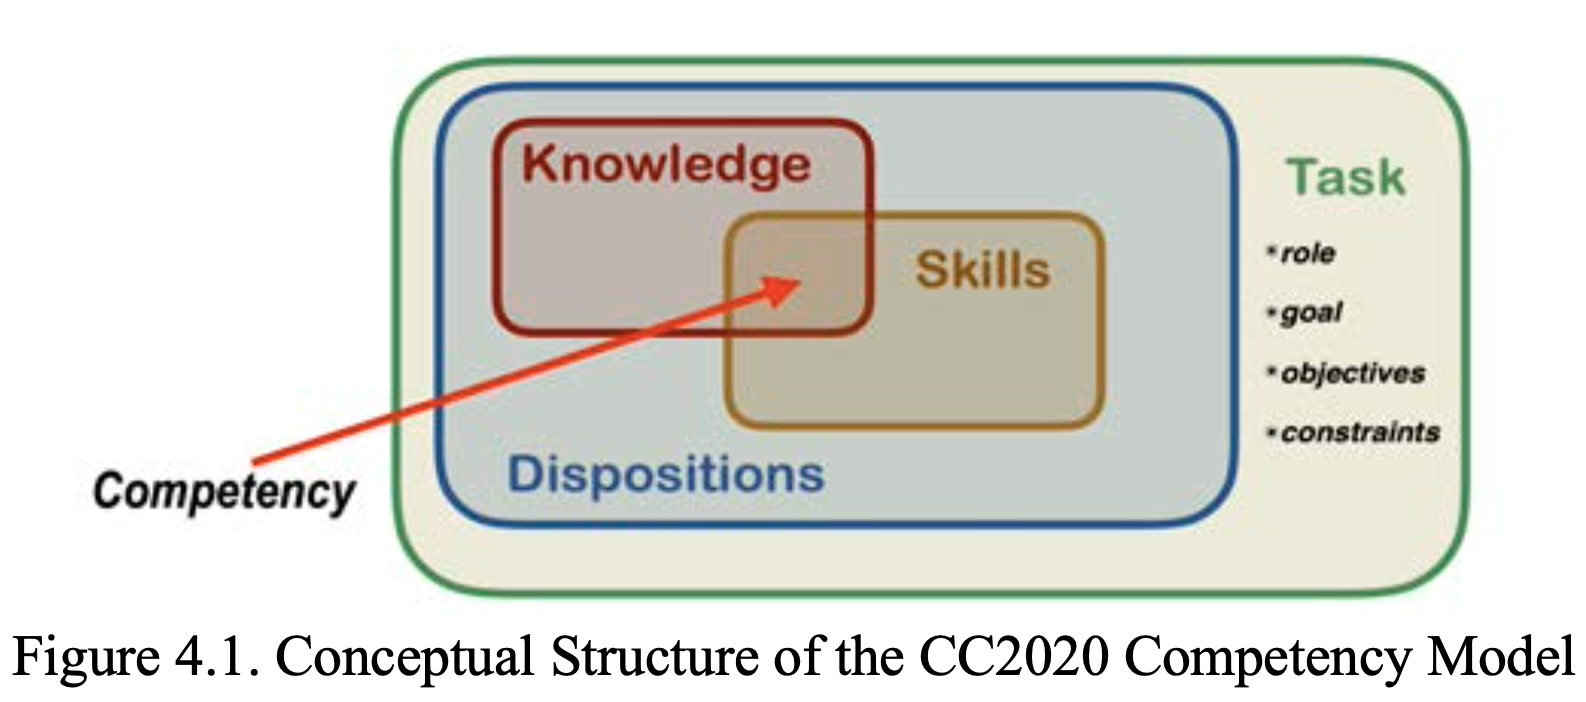 Knowledge
Skills
Dispositions
Task
*role
*goal
*objectives
*constraints
Competency
Figure 4.1. Conceptual Structure of the CC2020 Competency Model